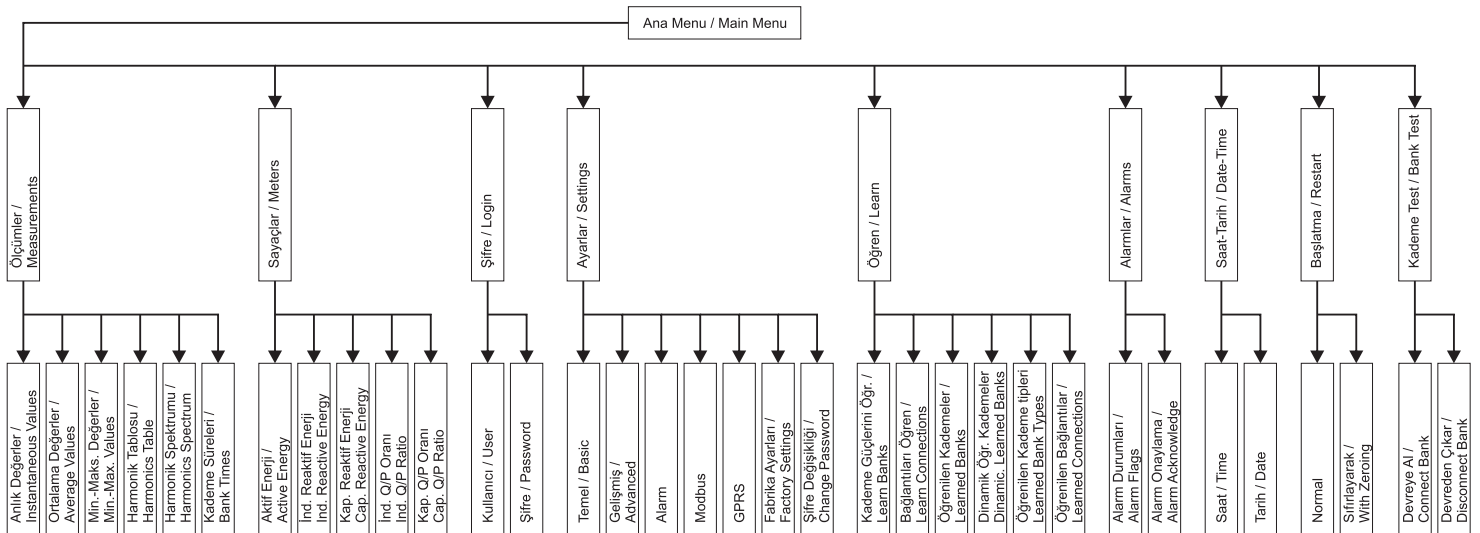 Ana Menu / Main Menu
Ölçümler /
Measurements
Sayaçlar / Meters
Şifre / Login
Ayarlar / Settings
Öğren / Learn
Alarmlar / Alarms
Saat-Tarih / Date-Time
Başlatma / Restart
Kademe Test / Bank Test
Anlık Değerler /
Instantaneous Values
Ortalama Değerler /
Average Values
Min.-Maks. Değerler /
Min.-Max. Values
Harmonik Tablosu /
Harmonics Table
Harmonik Spektrumu /
Harmonics Spectrum
Kademe Süreleri /
Bank Times
Aktif Enerji /
Active Energy
İnd. Reaktif Enerji
Ind. Reactive Energy
Kap. Reaktif Enerji
Cap. Reactive Energy
İnd. Q/P Oranı
Ind. Q/P Ratio
Kap. Q/P Oranı
Cap. Q/P Ratio
Kullanıcı / User
Şifre / Password
Temel / Basic
Gelişmiş /
Advanced
Alarm
Modbus
GPRS
Fabrika Ayarları /
Factory Settings
Şifre Değişikliği /
Change Password
Kademe Güçlerini Öğr. /
Learn Banks
Bağlantıları Öğren /
Learn Connections
Öğrenilen Kademeler /
Learned Banks
Dinamik Öğr. Kademeler
Dinamic. Learned Banks
Öğrenilen Kademe tipleri
Learned Bank Types
Öğrenilen Bağlantılar /
Learned Connections
Alarm Durumları /
Alarm Flags
Alarm Onaylama /
Alarm Acknowledge
Saat / Time
Tarih / Date
Normal
Sıfırlayarak /
With Zeroing
Devreye Al /
Connect Bank
Devreden Çıkar /
Disconnect Bank